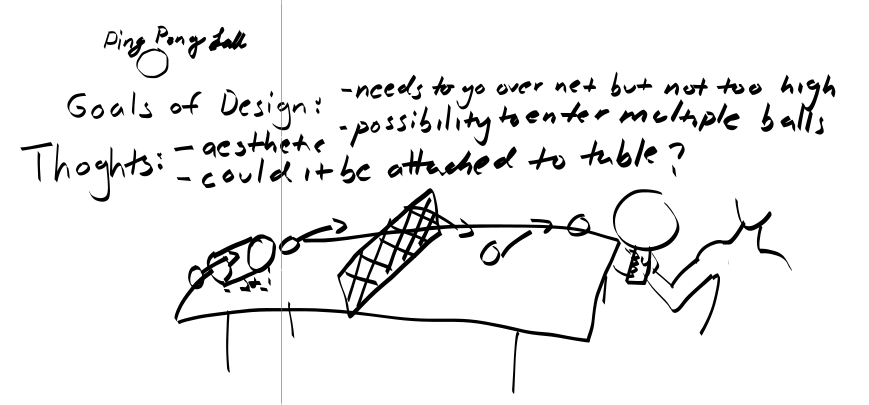 Ping Pong ball
Goals of Design: -needs to go over net but not too high
-possibility to enter multiple balls
Thoghts: - aesthetic
- could it be attached to table?